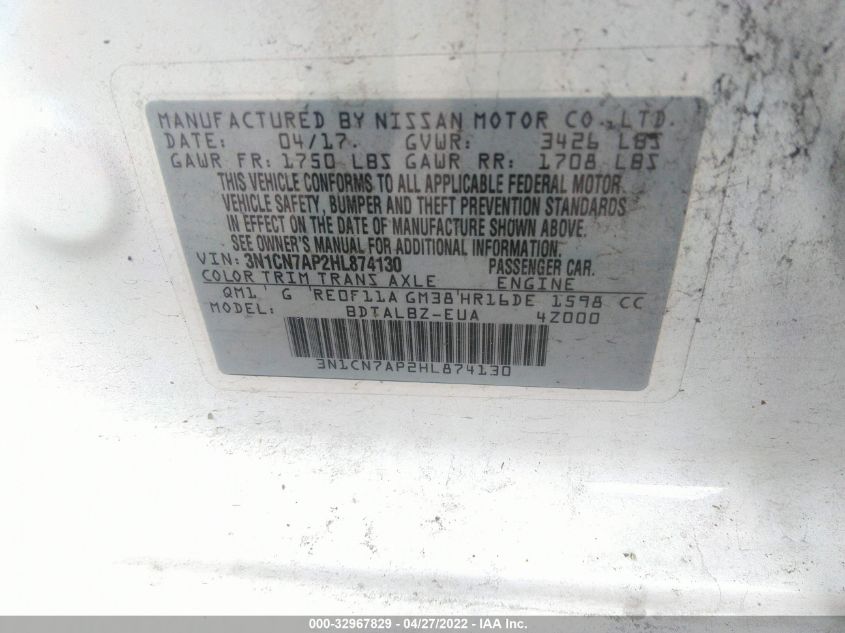 MANUFACTURED BY NISSAN MOTOR CO., LTD.
DATE: 04/17. GVWR: 3426 LBS
GAWR FR: 1750 LBS GAWR RR: 1708 LBS
THIS VEHICLE CONFORMS TO ALL APPLICABLE FEDERAL MOTOR
VEHICLE SAFETY, BUMPER AND THEFT PREVENTION STANDARDS
IN EFFECT ON THE DATE OF MANUFACTURE SHOWN ABOVE.
SEE OWNER'S MANUAL FOR ADDITIONAL INFORMATION.
VIN: 3N1CN7AP2HL874130 PASSENGER CAR.
COLOR TRIM TRANS AXLE ENGINE
QM1 G RE0F11A GM38 HR16DE 1598 CC
MODEL: BDTALBZ-EUA 4Z000
3N1CN7AP2HL874130
000-32967829 - 04/27/2022 - IAA Inc.